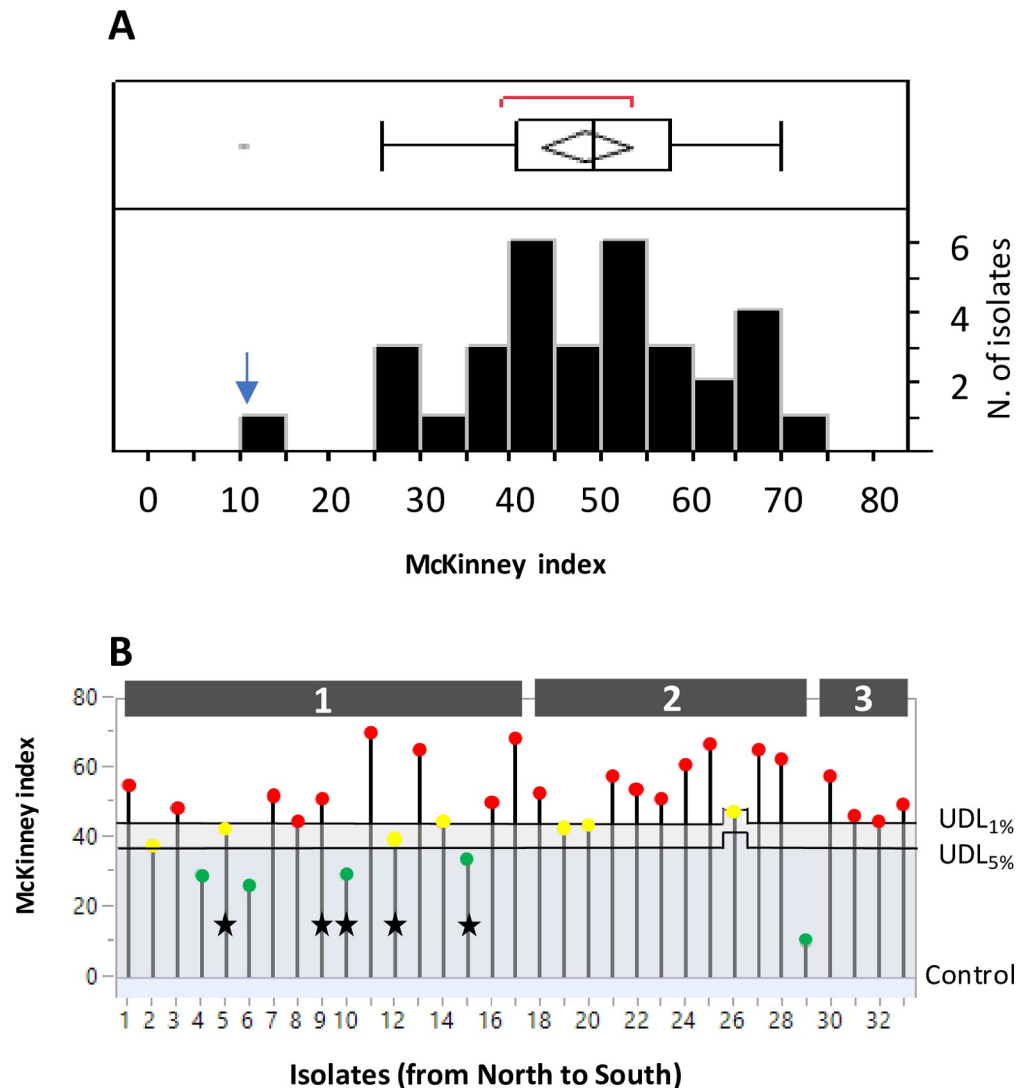 A
6
4
2
N. of isolates
0 10 20 30 40 50 60 70 80
McKinney index
B
80
60
40
20
0
McKinney index
1 2 3
UDL1%
UDL5%
Control
1 2 3 4 5 6 7 8 9 10 12 14 16 18 20 22 24 26 28 30 32
Isolates (from North to South)